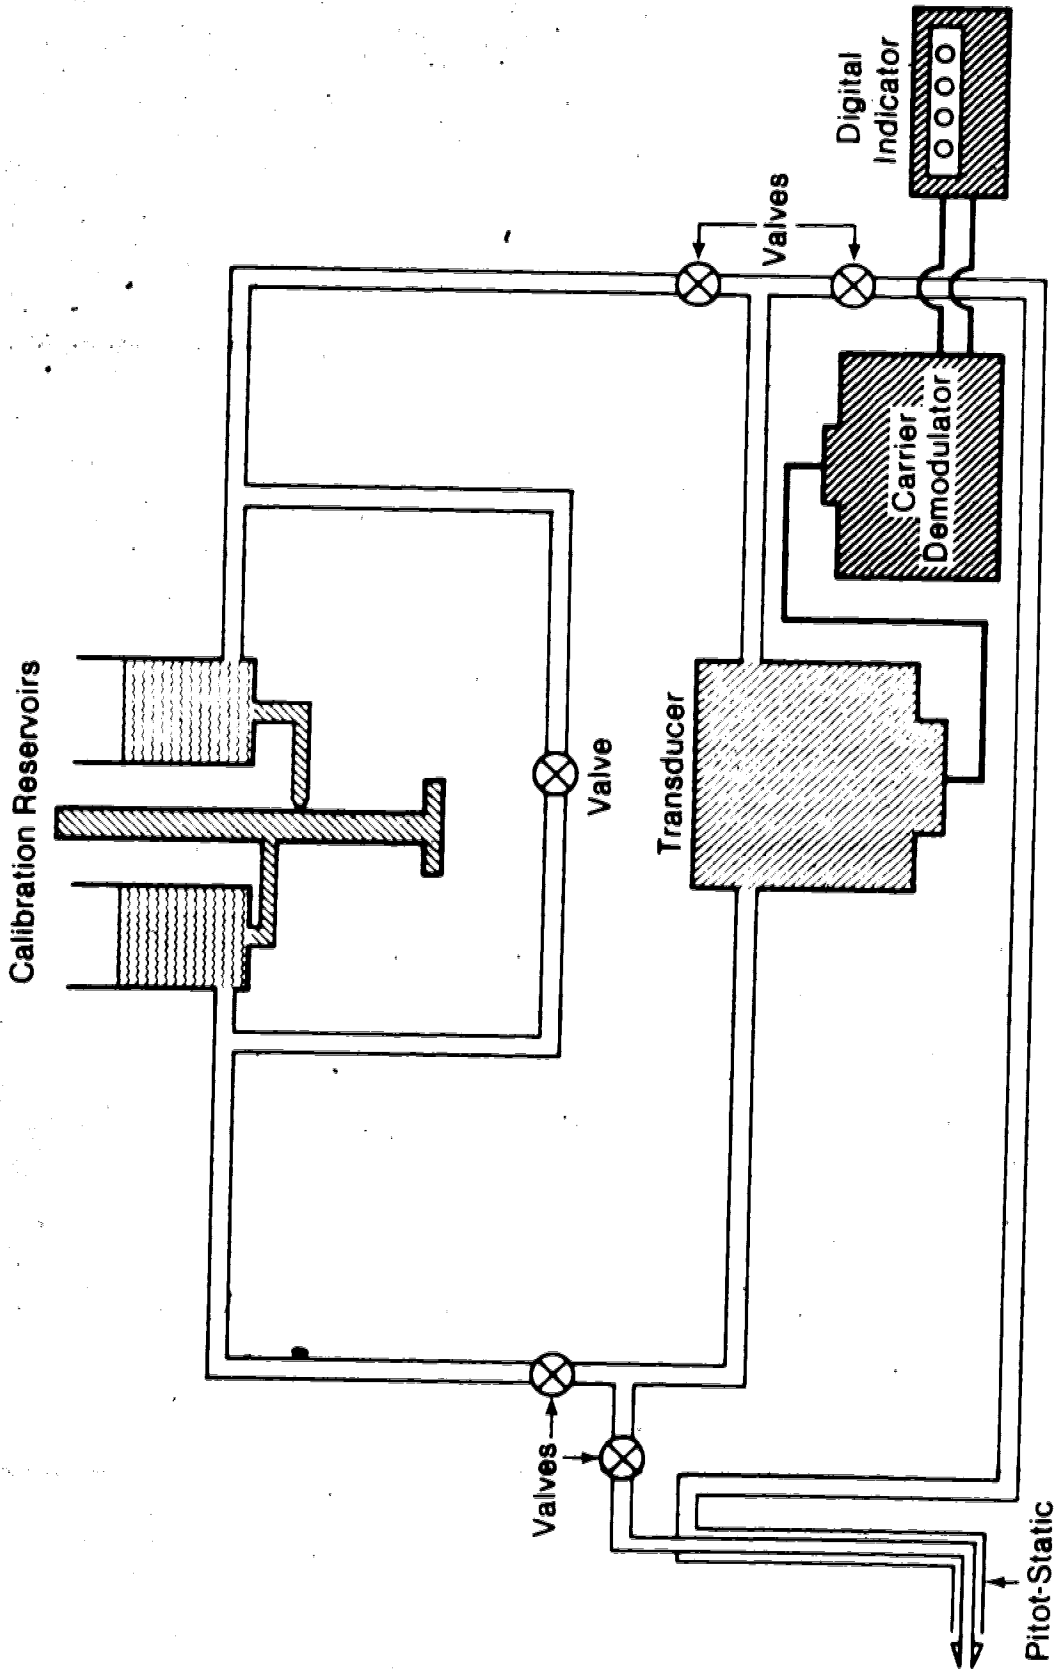 Calibration Reservoirs
Valve
Valves
Transducer
Valves
Digital
Indicator
Carrier
Demodulator
Pitot-Static